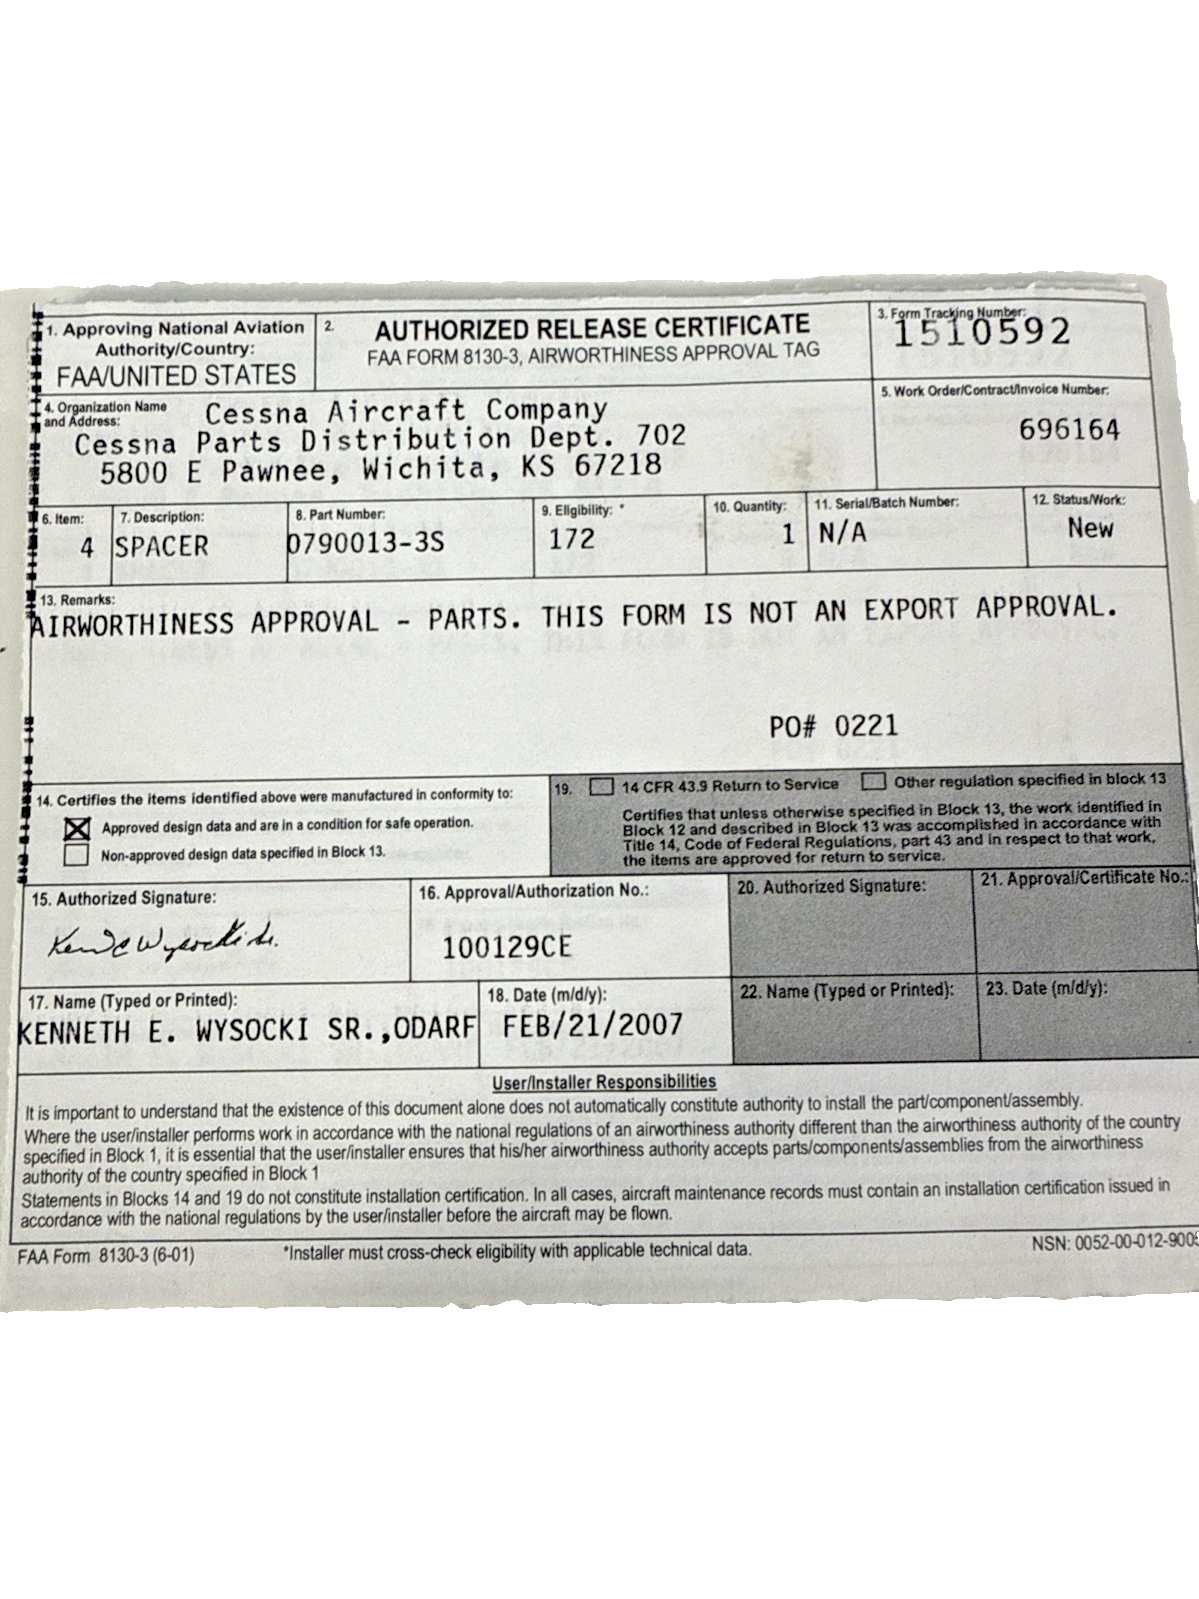 1. Approving National Aviation
Authority/Country:
FAA/UNITED STATES
2.
AUTHORIZED RELEASE CERTIFICATE
FAA FORM 8130-3, AIRWORTHINESS APPROVAL TAG
3. Form Tracking Number:
1510592
4. Organization Name
and Address:
Cessna Aircraft Company
Cessna Parts Distribution Dept. 702
5800 E Pawnee, Wichita, KS 67218
5. Work Order/Contract/Invoice Number:
696164
6. Item:
4
7. Description:
SPACER
8. Part Number:
0790013-3S
9. Eligibility: *
172
10. Quantity:
1
11. Serial/Batch Number:
N/A
12. Status/Work:
New
13. Remarks:
AIRWORTHINESS APPROVAL - PARTS. THIS FORM IS NOT AN EXPORT APPROVAL.
PO# 0221
14. Certifies the items identified above were manufactured in conformity to:
Approved design data and are in a condition for safe operation.
Non-approved design data specified in Block 13.
19. 14 CFR 43.9 Return to Service Other regulation specified in block 13
Certifies that unless otherwise specified in Block 13, the work identified in
Block 12 and described in Block 13 was accomplished in accordance with
Title 14, Code of Federal Regulations, part 43 and in respect to that work,
the items are approved for return to service.
15. Authorized Signature:
16. Approval/Authorization No.:
100129CE
20. Authorized Signature:
21. Approval/Certificate No.:
17. Name (Typed or Printed):
KENNETH E. WYSOCKI SR.,ODARF
18. Date (m/d/y):
FEB/21/2007
22. Name (Typed or Printed):
23. Date (m/d/y):
User/Installer Responsibilities
It is important to understand that the existence of this document alone does not automatically constitute authority to install the part/component/assembly.
Where the user/installer performs work in accordance with the national regulations of an airworthiness authority different than the airworthiness authority of the country
specified in Block 1, it is essential that the user/installer ensures that his/her airworthiness authority accepts parts/components/assemblies from the airworthiness
authority of the country specified in Block 1
Statements in Blocks 14 and 19 do not constitute installation certification. In all cases, aircraft maintenance records must contain an installation certification issued in
accordance with the national regulations by the user/installer before the aircraft may be flown.
FAA Form 8130-3 (6-01)
*Installer must cross-check eligibility with applicable technical data.
NSN: 0052-00-012-9005